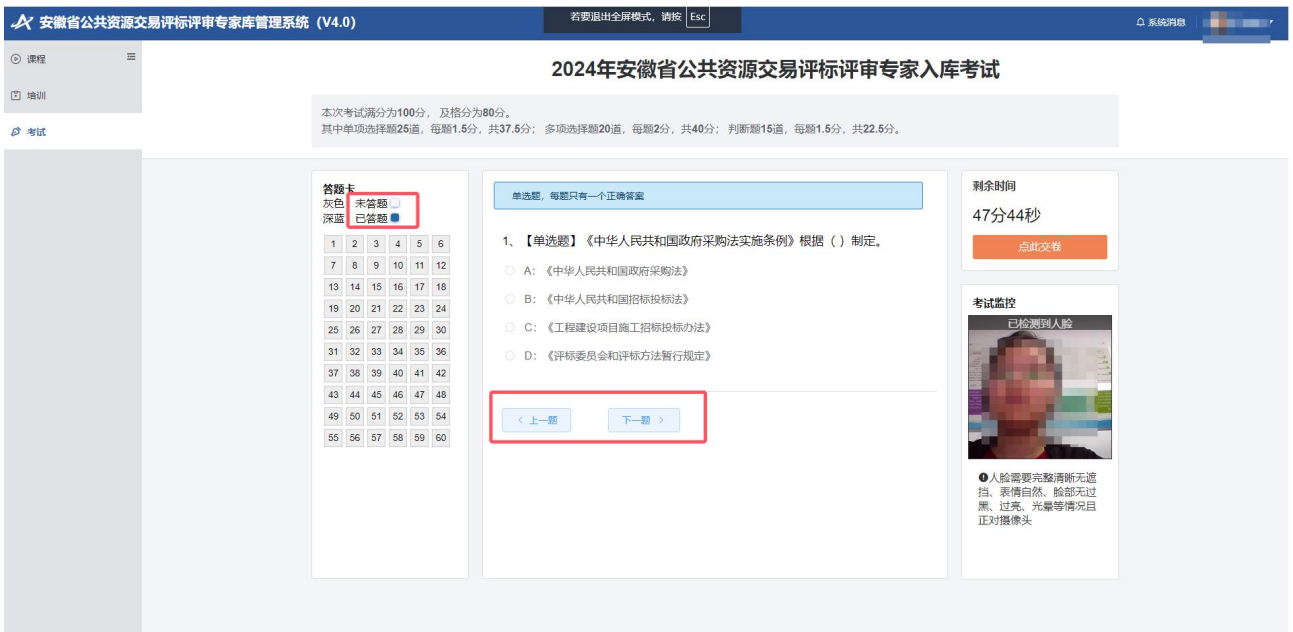 安徽省公共资源交易评标评审专家库管理系统（V4.0）
若要退出全屏模式，请按 Esc
系统消息
课程
培训
考试
2024年安徽省公共资源交易评标评审专家入库考试
本次考试满分为100分， 及格分为80分。
其中单项选择题25道，每题1.5分，共37.5分； 多项选择题20道，每题2分，共40分； 判断题15道，每题1.5分，共22.5分。
答题卡
灰色 未答题
深蓝 已答题
1 2 3 4 5 6
7 8 9 10 11 12
13 14 15 16 17 18
19 20 21 22 23 24
25 26 27 28 29 30
31 32 33 34 35 36
37 38 39 40 41 42
43 44 45 46 47 48
49 50 51 52 53 54
55 56 57 58 59 60
单选题，每题只有一个正确答案
1、【单选题】《中华人民共和国政府采购法实施条例》根据（ ）制定。
A: 《中华人民共和国政府采购法》
B: 《中华人民共和国招标投标法》
C: 《工程建设项目施工招标投标办法》
D: 《评标委员会和评标方法暂行规定》
< 上一题
下一题 >
剩余时间
47分44秒
点此交卷
考试监控
已检测到人脸
人脸需要完整清晰无遮
挡、表情自然、脸部无过
黑、过亮、光晕等情况且
正对摄像头